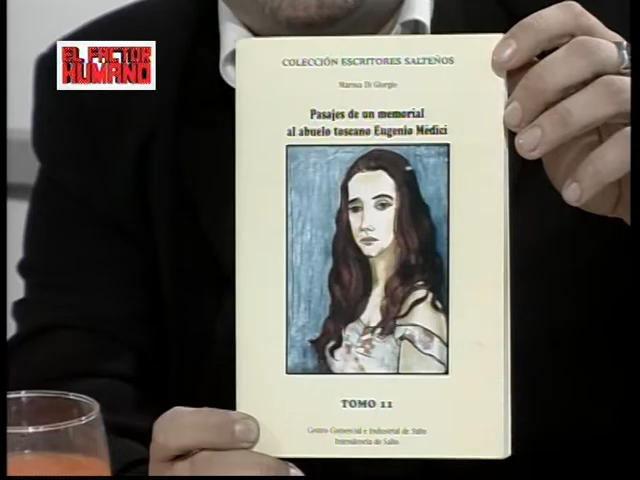 EL FACTOR
HUMANO
COLECCIÓN ESCRITORES SALTEÑOS
Marosa Di Giorgio
Pasajes de un memorial
al abuelo toscano Eugenio Médici
TOMO 11
Centro Comercial e Industrial de Salto
Intendencia de Salto